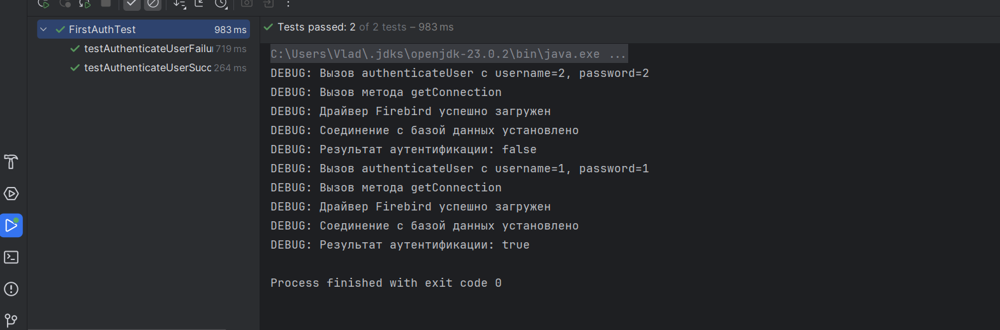 FirstAuthTest 983 ms
testAuthenticateUserFailu 719 ms
testAuthenticateUserSucc 264 ms
Tests passed: 2 of 2 tests – 983 ms
C:\Users\Vlad\.jdks\openjdk-23.0.2\bin\java.exe ...
DEBUG: Вызов authenticateUser с username=2, password=2
DEBUG: Вызов метода getConnection
DEBUG: Драйвер Firebird успешно загружен
DEBUG: Соединение с базой данных установлено
DEBUG: Результат аутентификации: false
DEBUG: Вызов authenticateUser с username=1, password=1
DEBUG: Вызов метода getConnection
DEBUG: Драйвер Firebird успешно загружен
DEBUG: Соединение с базой данных установлено
DEBUG: Результат аутентификации: true
Process finished with exit code 0